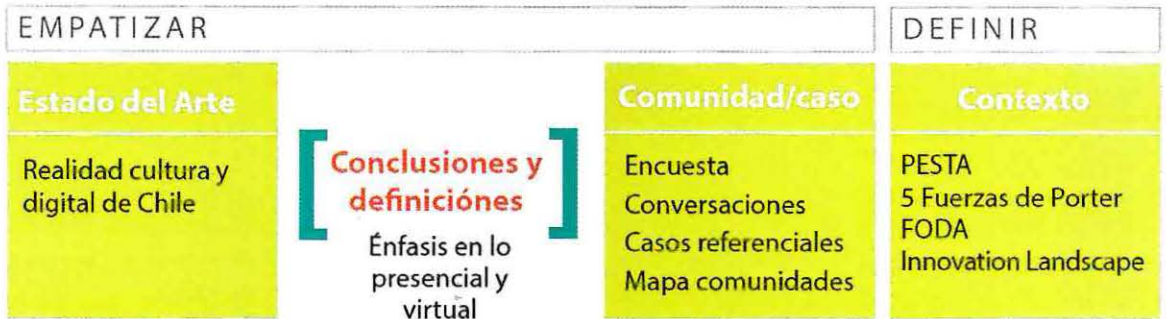 EMPATIZAR
DEFINIR
Estado del Arte
Realidad cultura y
digital de Chile
Conclusiones y
definiciónes
Énfasis en lo
presencial y
virtual
Comunidad/caso
Encuesta
Conversaciones
Casos referenciales
Mapa comunidades
Contexto
PESTA
5 Fuerzas de Porter
FODA
Innovation Landscape